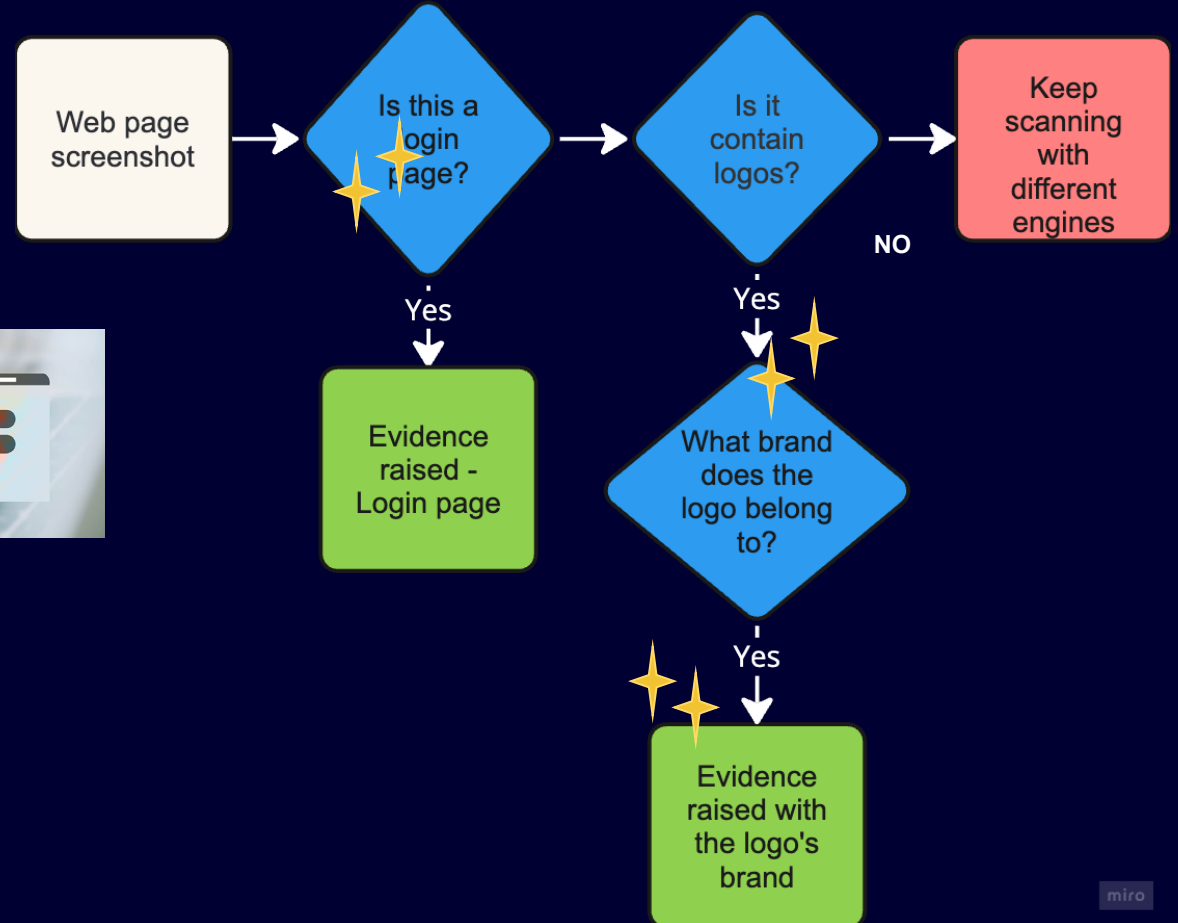 Web page
screenshot
Is this a
login
page?
Is it
contain
logos?
Keep
scanning
with
different
engines
NO
Yes
Yes
Evidence
raised -
Login page
What brand
does the
logo belong
to?
Yes
Evidence
raised with
the logo's
brand
miro